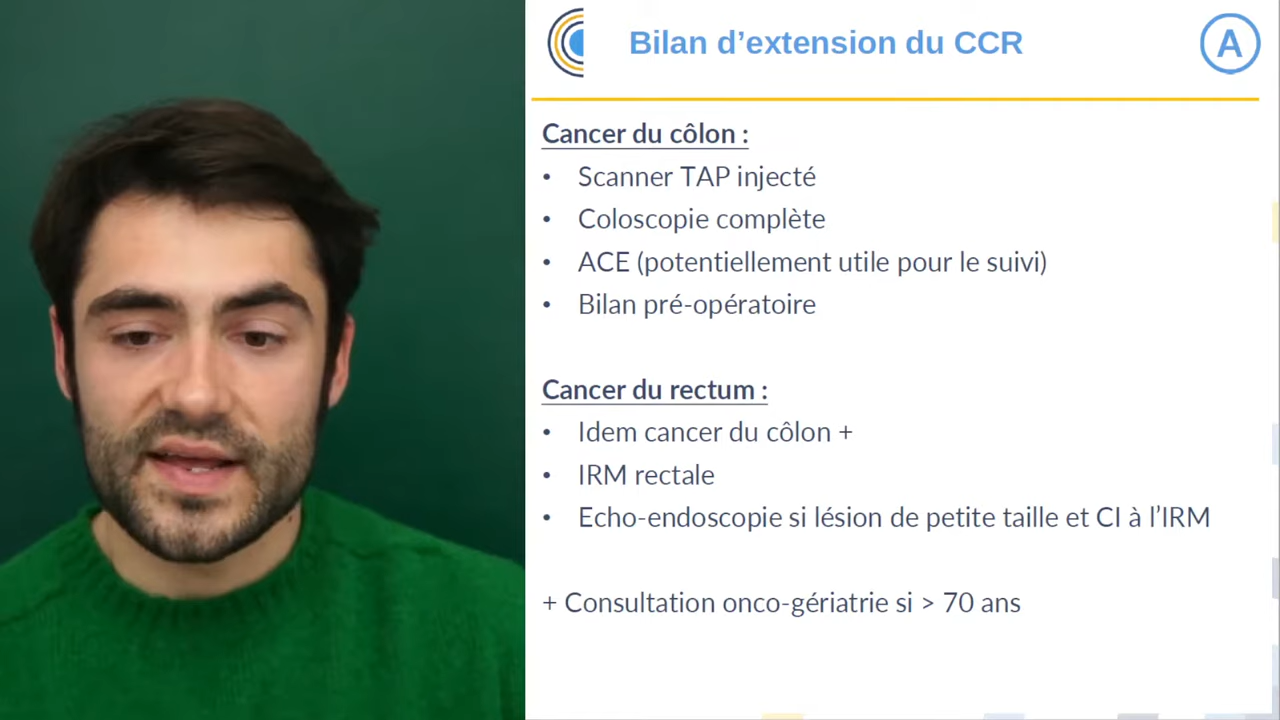 Bilan d’extension du CCR
A
Cancer du côlon :
• Scanner TAP injecté
• Coloscopie complète
• ACE (potentiellement utile pour le suivi)
• Bilan pré-opératoire
Cancer du rectum :
• Idem cancer du côlon +
• IRM rectale
• Echo-endoscopie si lésion de petite taille et CI à l’IRM
+ Consultation onco-gériatrie si > 70 ans